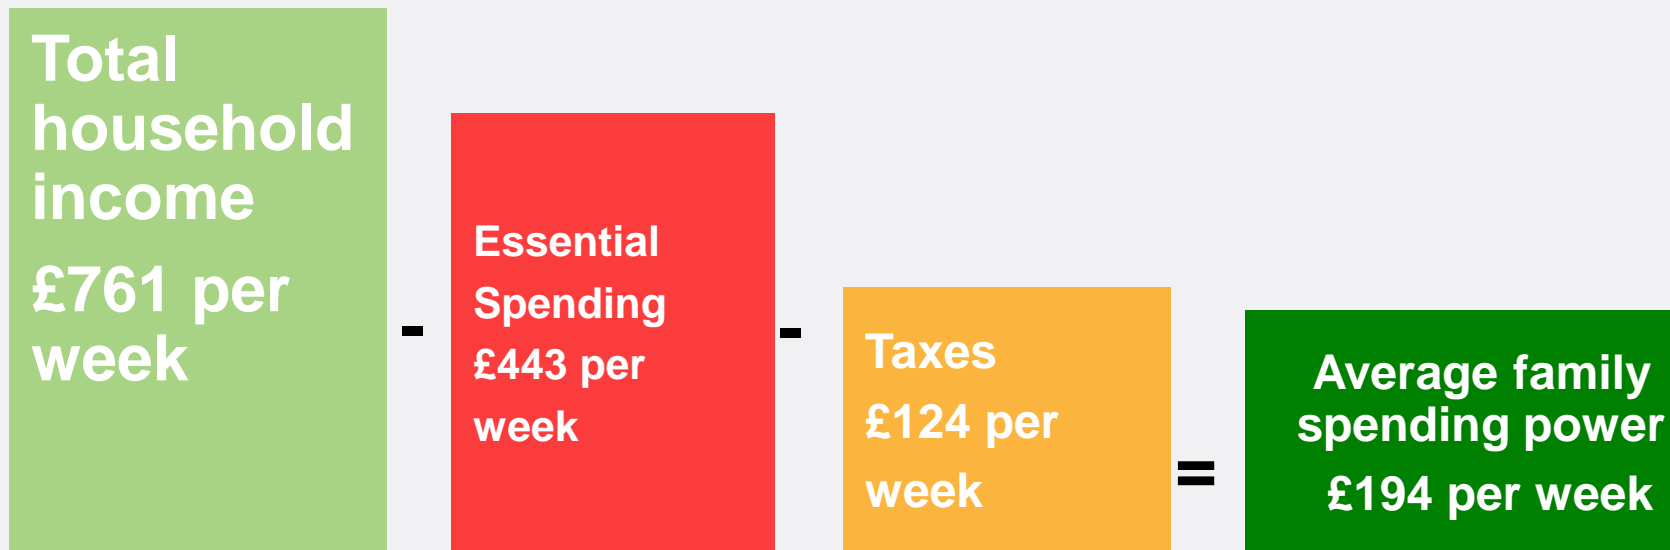 Total
household
income
£761 per
week
-
Essential
Spending
£443 per
week
-
Taxes
£124 per
week
=
Average family
spending power
£194 per week